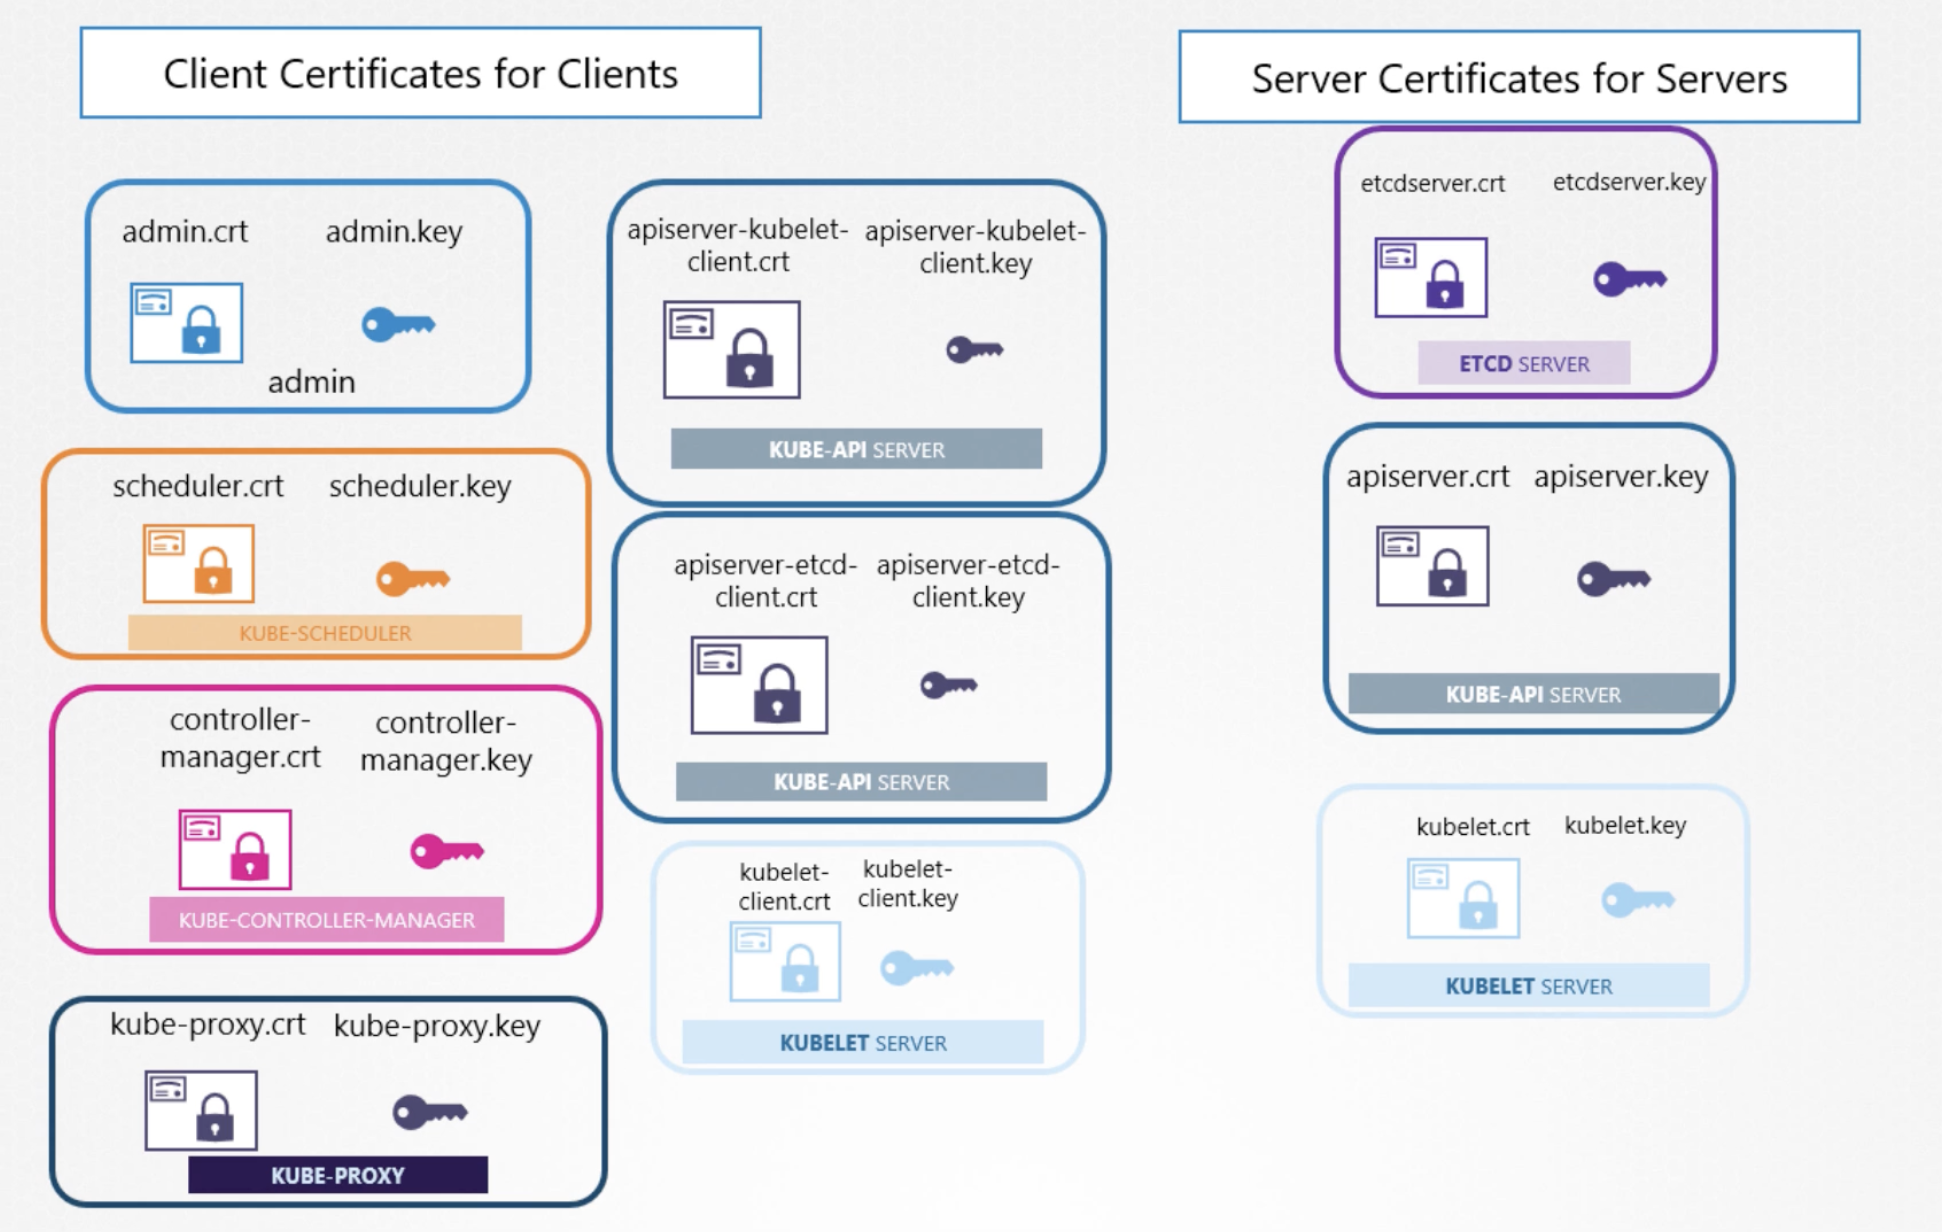 Client Certificates for Clients
Server Certificates for Servers
admin.crt
admin.key
admin
scheduler.crt
scheduler.key
KUBE-SCHEDULER
controller-
manager.crt
controller-
manager.key
KUBE-CONTROLLER-MANAGER
kube-proxy.crt
kube-proxy.key
KUBE-PROXY
apiserver-kubelet-
client.crt
apiserver-kubelet-
client.key
KUBE-API SERVER
apiserver-etcd-
client.crt
apiserver-etcd-
client.key
KUBE-API SERVER
kubelet-
client.crt
kubelet-
client.key
KUBELET SERVER
etcdserver.crt
etcdserver.key
ETCD SERVER
apiserver.crt
apiserver.key
KUBE-API SERVER
kubelet.crt
kubelet.key
KUBELET SERVER